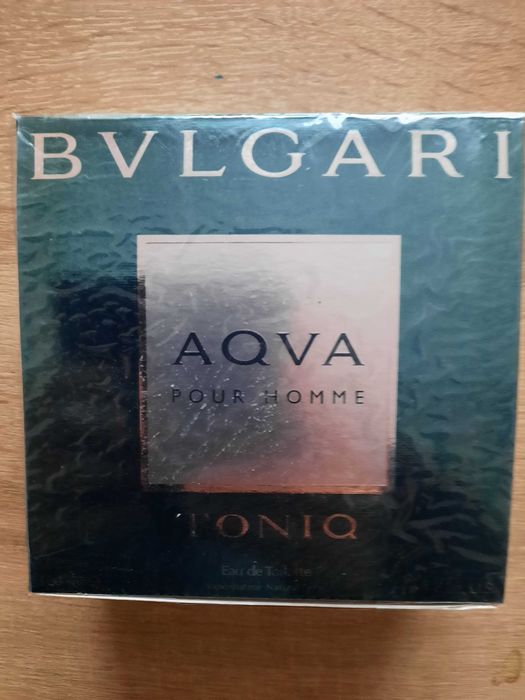 BVLGARI
AQVA
POUR HOMME
TONIQ
Eau de Toilette